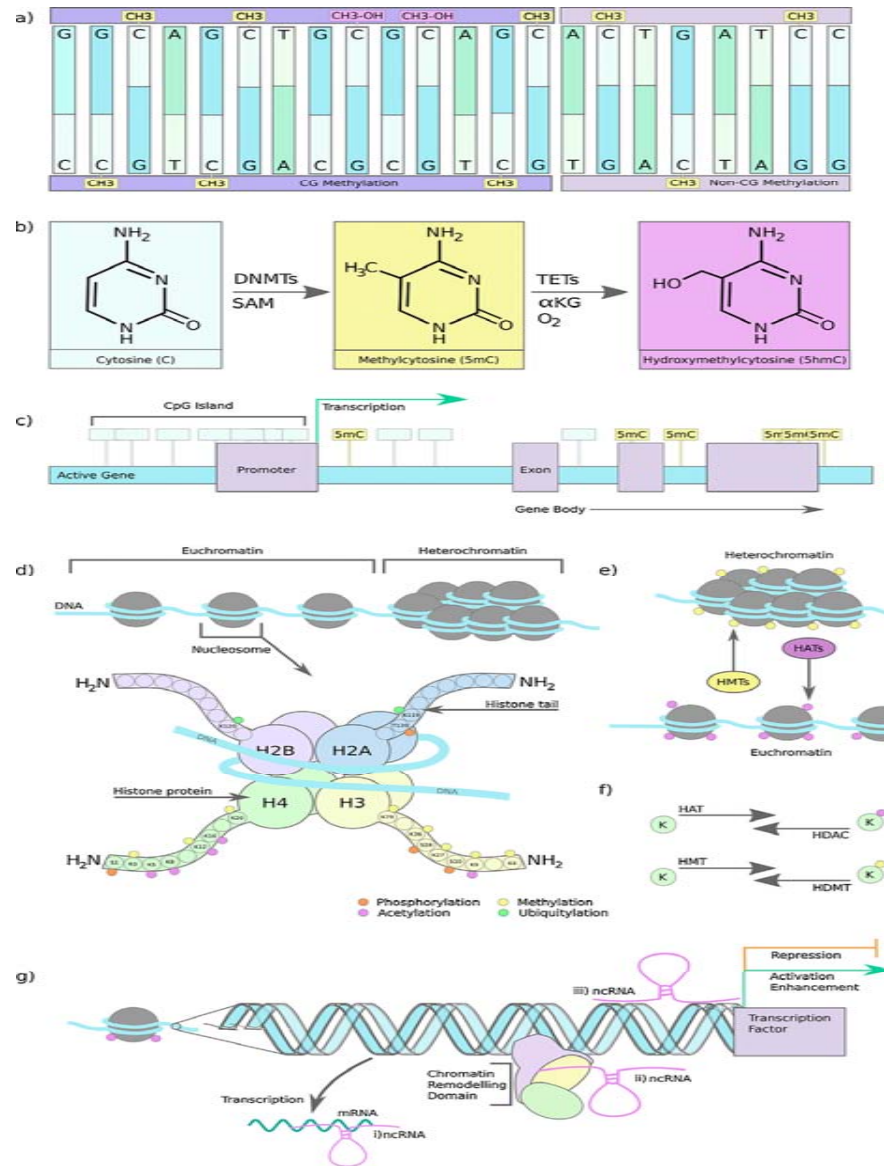 a)
CH3 CH3 CH3-OH CH3-OH CH3 CH3 CH3
G G C A G C T G C G C A G C A C T G A T C C
C C G T C G A C G C G T C G T G A C T A G G
CH3 CH3 CG Methylation CH3 CH3 Non-CG Methylation
b)
NH2 NH2 NH2
N H3C N HO N
DNMTs TETs
SAM αKG
O2
N O N O N O
H H H
Cytosine (C) Methylcytosine (5mC) Hydroxymethylcytosine (5hmC)
c)
CpG Island
Transcription
5mC 5mC 5mC 5m 5m 5mC
Active Gene Promoter Exon
Gene Body
d)
Euchromatin Heterochromatin
DNA
Nucleosome
H2N NH2
Histone tail
DNA
H2B H2A
Histone protein
H4 H3
DNA
H2N NH2
Phosphorylation Methylation
Acetylation Ubiquitylation
e)
Heterochromatin
HATs
HMTs
Euchromatin
f)
HAT
K K
HDAC
HMT
K K
HDMT
g)
Repression
iii) ncRNA
Activation
Enhancement
Transcription
Factor
Chromatin
Remodelling
Domain
ii) ncRNA
Transcription
mRNA
i)ncRNA